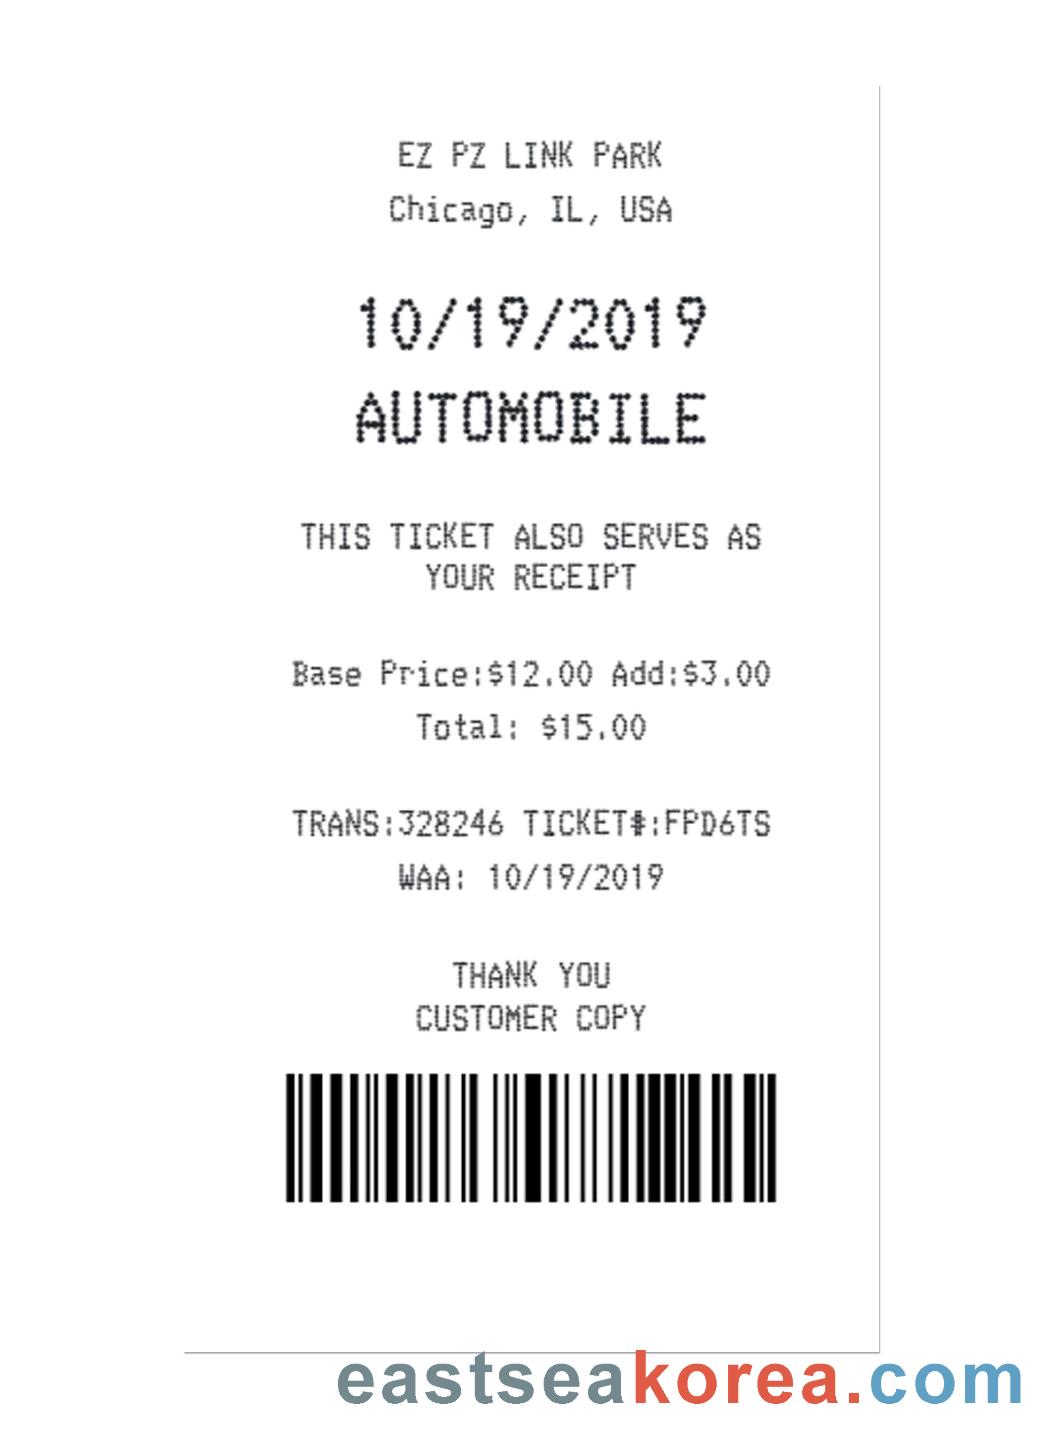 EZ PZ LINK PARK
Chicago, IL, USA
10/19/2019
AUTOMOBILE
THIS TICKET ALSO SERVES AS
YOUR RECEIPT
Base Price:$12.00 Add:$3.00
Total: $15.00
TRANS:328246 TICKET#:FPD6TS
WAA: 10/19/2019
THANK YOU
CUSTOMER COPY
eastseakorea.com